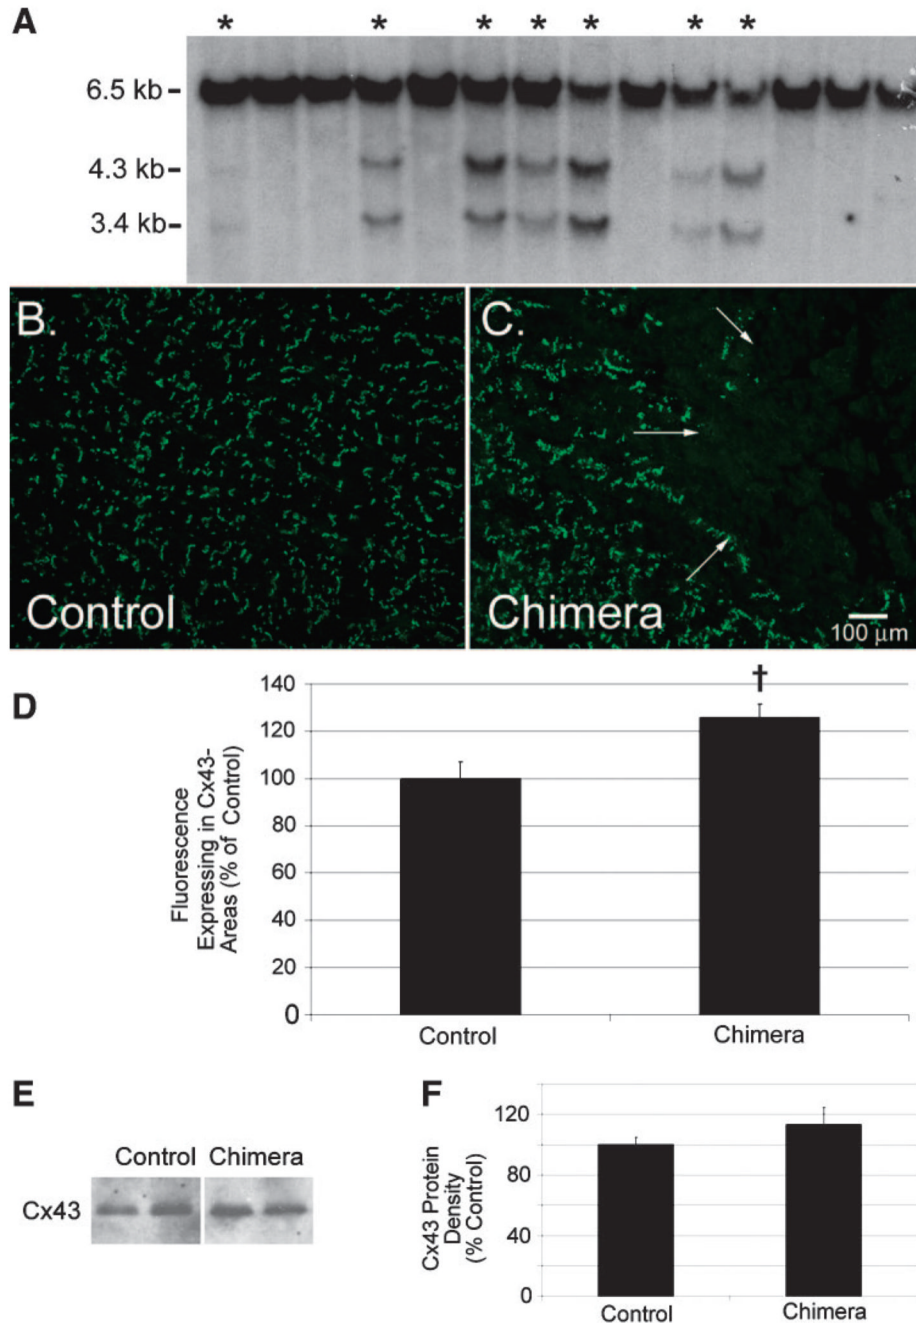 A
* * * * * * *
6.5 kb
4.3 kb
3.4 kb
B.
Control
C.
Chimera
100 μm
D
Fluorescence
Expressing in Cx43-
Areas (% of Control)
140
120
100
80
60
40
20
0
†
Control
Chimera
E
Control Chimera
Cx43
F
Cx43 Protein
Density
(% Control)
120
80
40
0
Control
Chimera